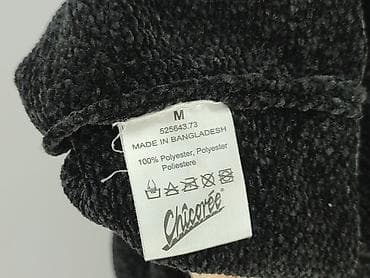 M
525643.73
MADE IN BANGLADESH
100% Polyester, Polyester
Poliestere
Chicorée